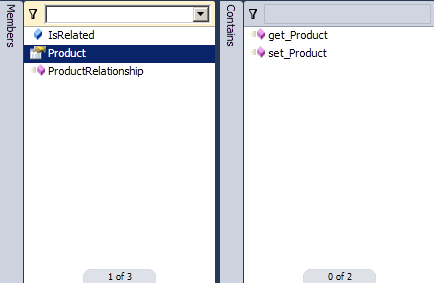 Members
IsRelated
Product
ProductRelationship
1 of 3
Contains
get_Product
set_Product
0 of 2